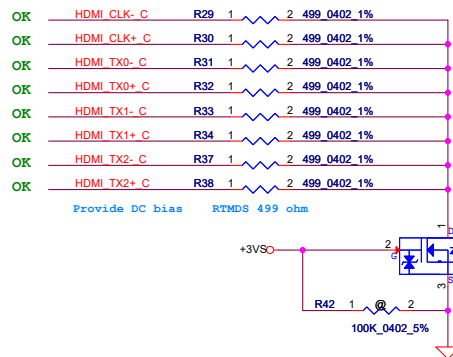 OK HDMI_CLK-_C R29 1 2 499_0402_1%
OK HDMI_CLK+_C R30 1 2 499_0402_1%
OK HDMI_TX0-_C R31 1 2 499_0402_1%
OK HDMI_TX0+_C R32 1 2 499_0402_1%
OK HDMI_TX1-_C R33 1 2 499_0402_1%
OK HDMI_TX1+_C R34 1 2 499_0402_1%
OK HDMI_TX2-_C R37 1 2 499_0402_1%
OK HDMI_TX2+_C R38 1 2 499_0402_1%
Provide DC bias RTMDS 499 ohm
1
D
+3VS 2
G
S
3
R42 1 @ 2
100K_0402_5%